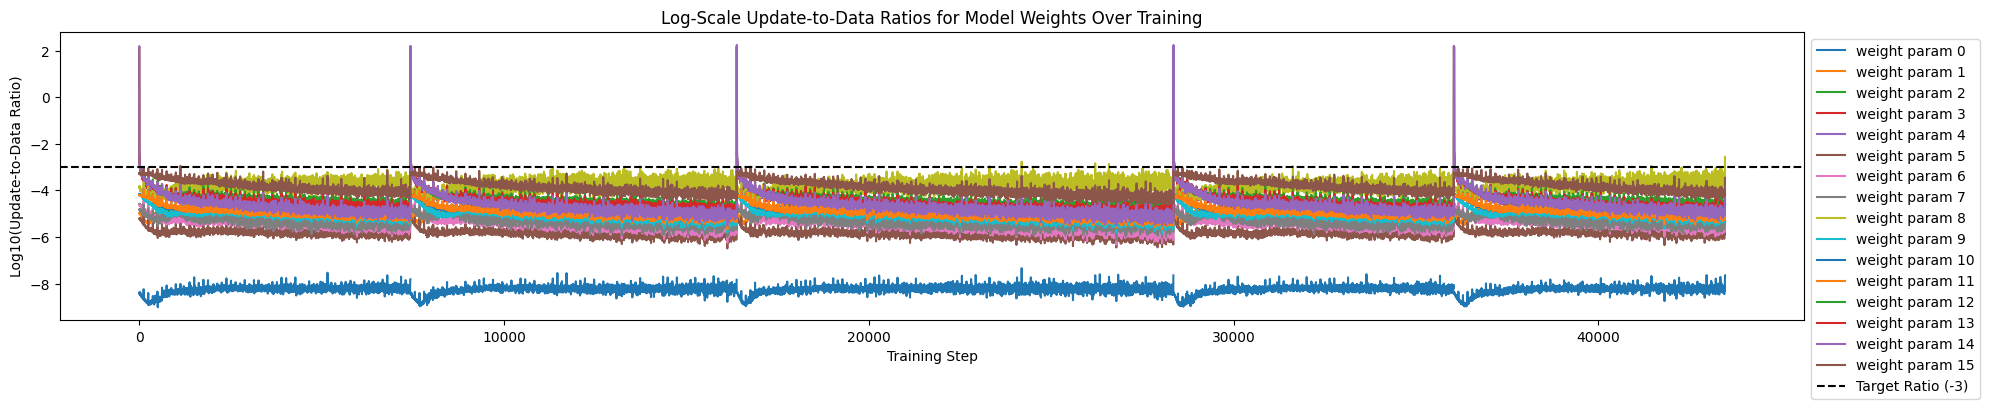 Log-Scale Update-to-Data Ratios for Model Weights Over Training
Log10(Update-to-Data Ratio)
2
0
−2
−4
−6
−8
0
10000
20000
30000
40000
Training Step
weight param 0
weight param 1
weight param 2
weight param 3
weight param 4
weight param 5
weight param 6
weight param 7
weight param 8
weight param 9
weight param 10
weight param 11
weight param 12
weight param 13
weight param 14
weight param 15
Target Ratio (-3)